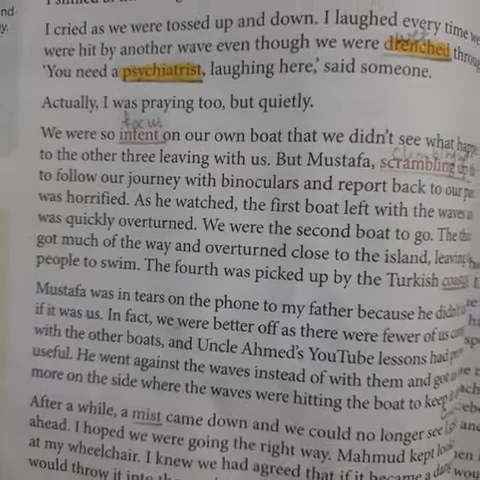 I cried as we were tossed up and down. I laughed every time we
were hit by another wave even though we were drenched
'You need a psychiatrist, laughing here,' said someone.
Actually, I was praying too, but quietly.
focus
We were so intent on our own boat that we didn't see what
to the other three leaving with us. But Mustafa, scrambling up
to follow our journey with binoculars and report back to our
was horrified. As he watched, the first boat left with the waves
was quickly overturned. We were the second boat to go. The
got much of the way and overturned close to the island, leaving
people to swim. The fourth was picked up by the Turkish
Mustafa was in tears on the phone to my father because he
if it was us. In fact, we were better off as there were fewer of us
with the other boats, and Uncle Ahmed's YouTube lessons had
useful. He went against the waves instead of with them and got
more on the side where the waves were hitting the boat to keep
After a while, a mist came down and we could no longer see
ahead. I hoped we were going the right way. Mahmud kept
at my wheelchair. I knew we had agreed that if it became a
would throw it into